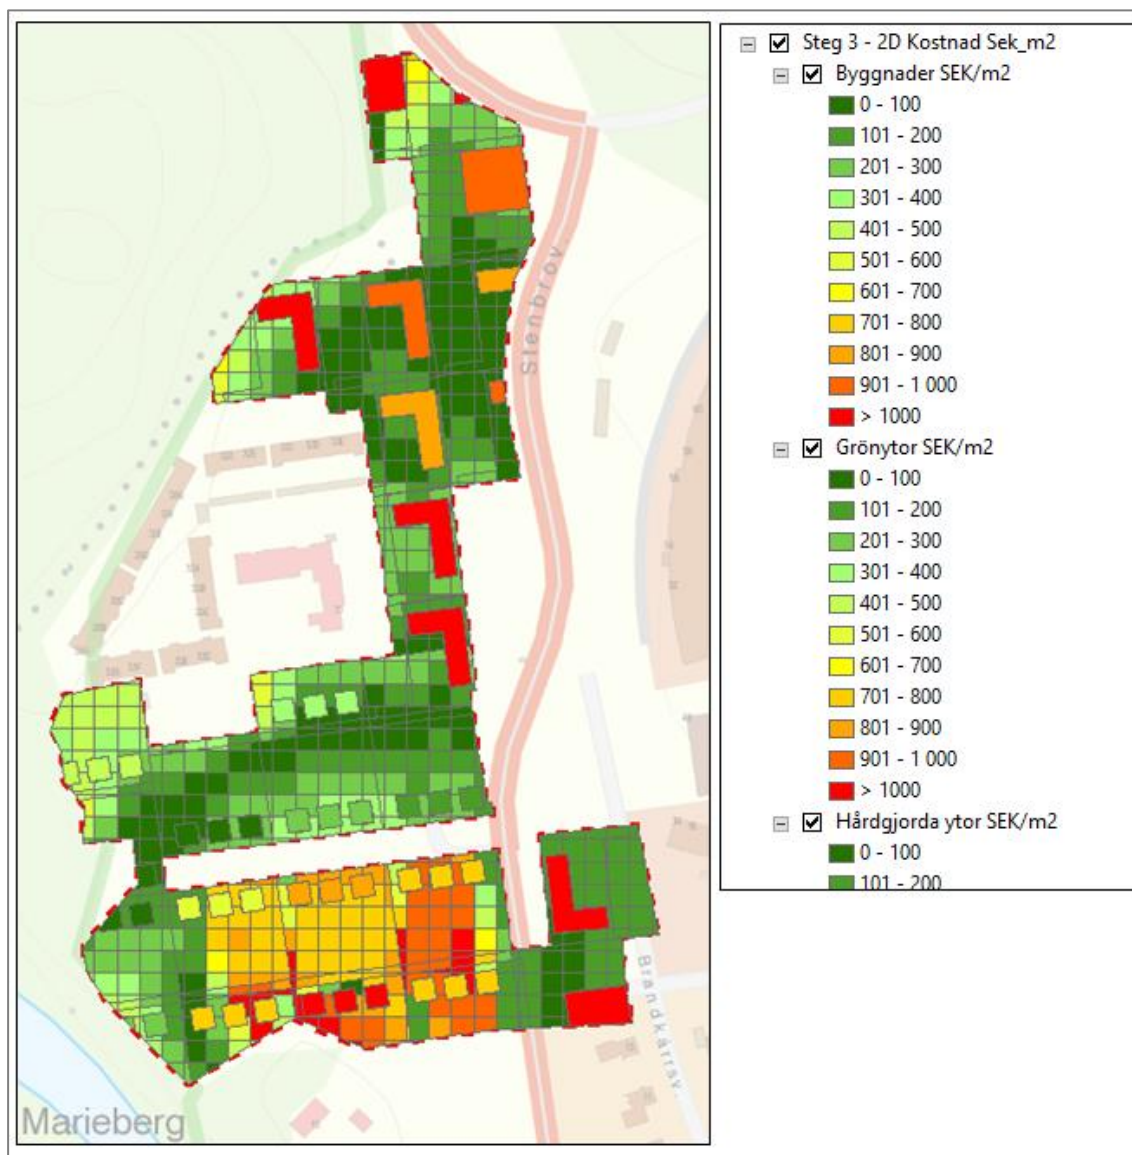 Stenbrov.
Brandkärrsv.
Marieberg
Steg 3 - 2D Kostnad Sek_m2
Byggnader SEK/m2
0 - 100
101 - 200
201 - 300
301 - 400
401 - 500
501 - 600
601 - 700
701 - 800
801 - 900
901 - 1 000
> 1000
Grönytor SEK/m2
0 - 100
101 - 200
201 - 300
301 - 400
401 - 500
501 - 600
601 - 700
701 - 800
801 - 900
901 - 1 000
> 1000
Hårdgjorda ytor SEK/m2
0 - 100
101 - 200